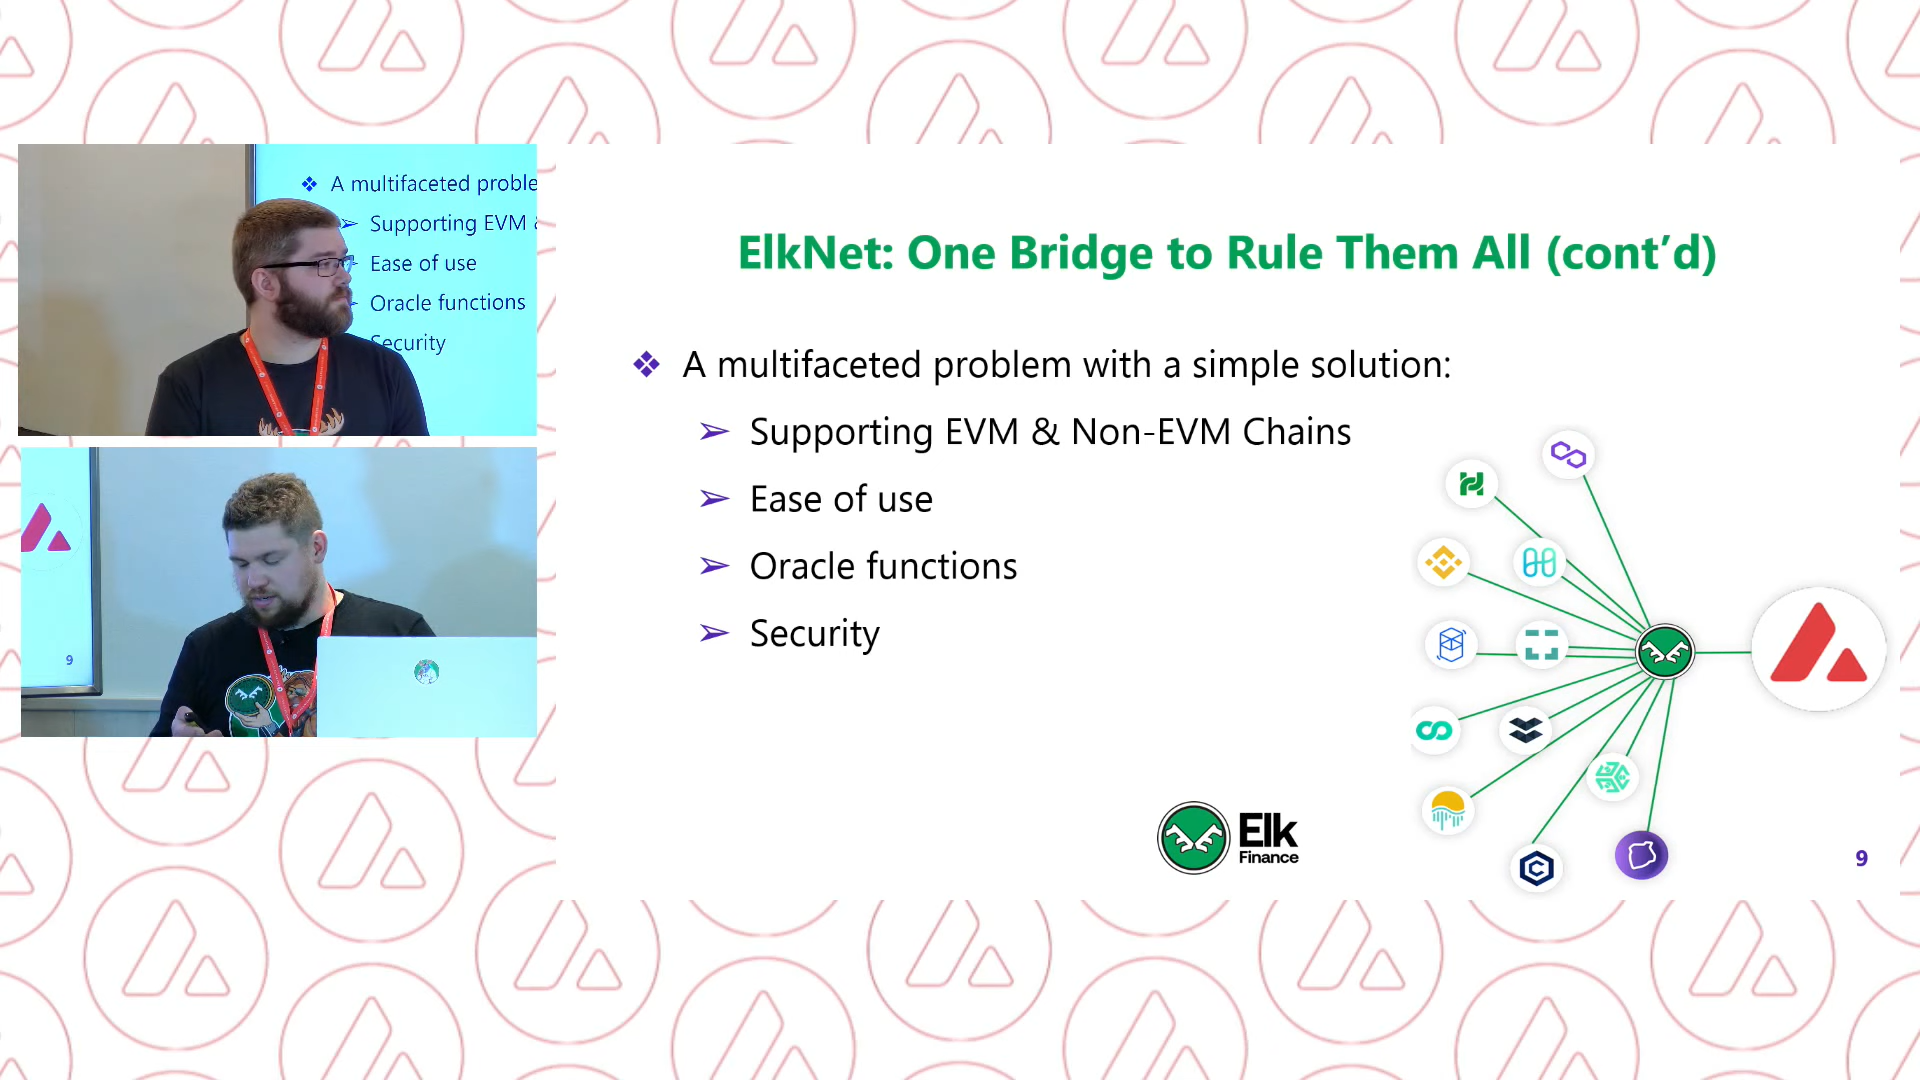 ❖ A multifaceted proble
➢ Supporting EVM
Ease of use
Oracle functions
Security
9
ElkNet: One Bridge to Rule Them All (cont’d)
❖ A multifaceted problem with a simple solution:
➢ Supporting EVM & Non-EVM Chains
➢ Ease of use
➢ Oracle functions
➢ Security
Elk
Finance
9